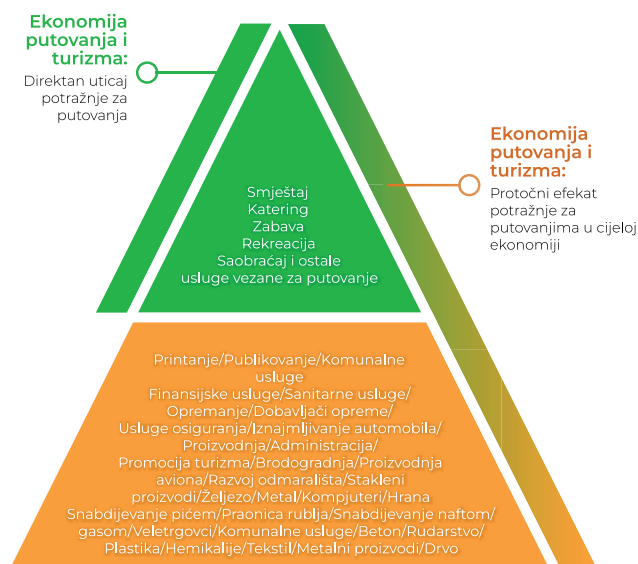 Ekonomija
putovanja i
turizma:
Direktan uticaj
potražnje za
putovanja
Ekonomija
putovanja i
turizma:
Protočni efekat
potražnje za
putovanjima u cijeloj
ekonomiji
Smještaj
Katering
Zabava
Rekreacija
Saobraćaj i ostale
usluge vezane za putovanje
Printanje/Publikovanje/Komunalne
usluge
Finansijske usluge/Sanitarne usluge/
Opremanje/Dobavljači opreme/
Usluge osiguranja/Iznajmljivanje automobila/
Proizvodnja/Administracija/
Promocija turizma/Brodogradnja/Proizvodnja
aviona/Razvoj odmarališta/Stakleni
proizvodi/Željezo/Metal/Kompjuteri/Hrana
Snabdijevanje pićem/Praonica rublja/Snabdijevanje naftom/
gasom/Veletrgovci/Komunalne usluge/Beton/Rudarstvo/
Plastika/Hemikalije/Tekstil/Metalni proizvodi/Drvo